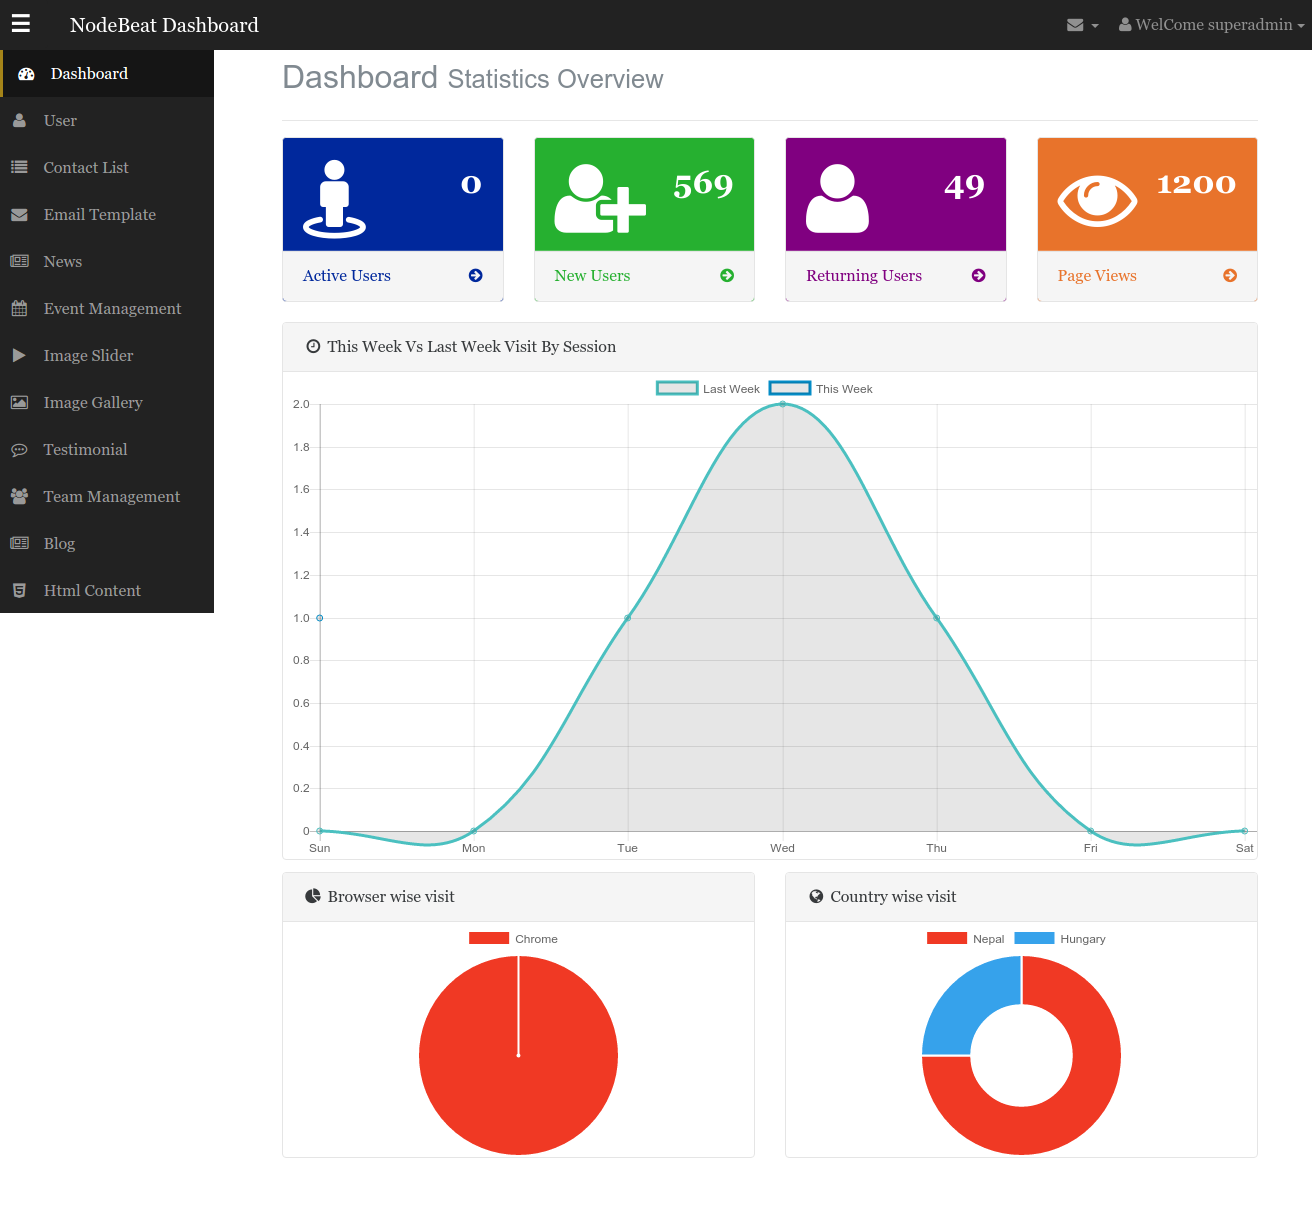 NodeBeat Dashboard
WelCome superadmin
Dashboard
User
Contact List
Email Template
News
Event Management
Image Slider
Image Gallery
Testimonial
Team Management
Blog
Html Content
Dashboard Statistics Overview
0
Active Users
569
New Users
49
Returning Users
1200
Page Views
This Week Vs Last Week Visit By Session
Last Week This Week
2.0
1.8
1.6
1.4
1.2
1.0
0.8
0.6
0.4
0.2
0
Sun Mon Tue Wed Thu Fri Sat
Browser wise visit
Chrome
Country wise visit
Nepal Hungary